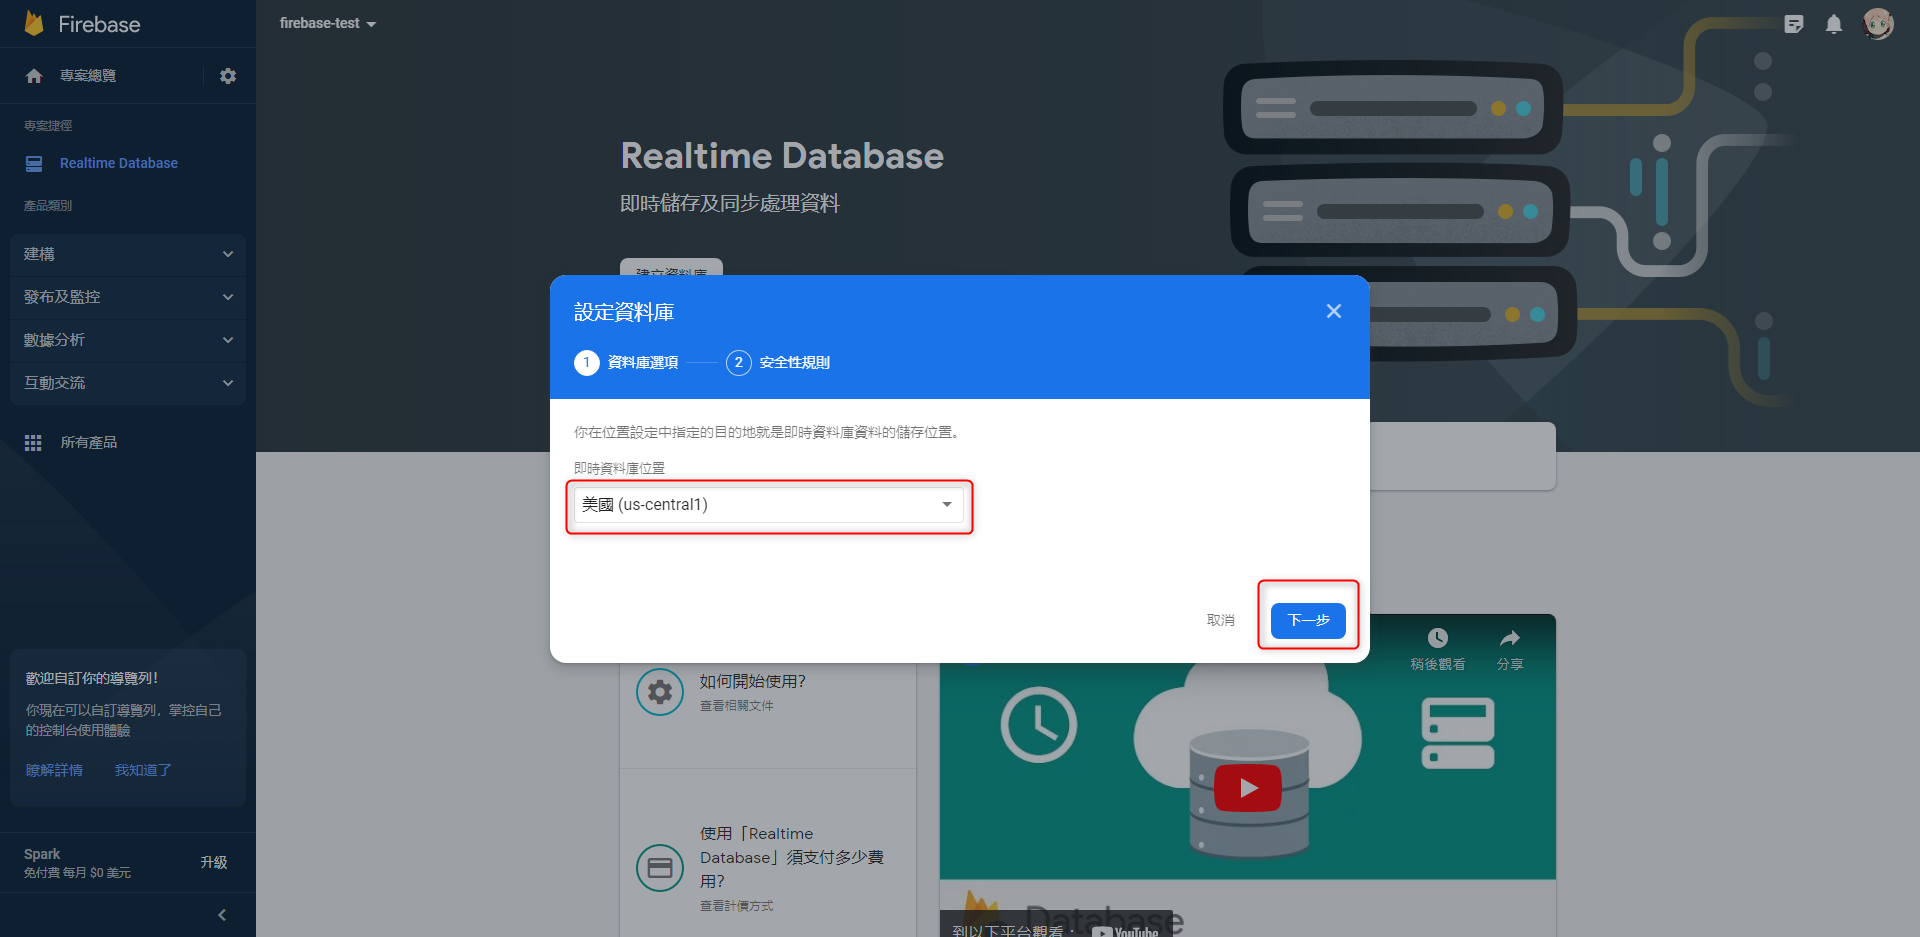 Firebase
firebase-test
專案總覽
專案捷徑
Realtime Database
產品類別
建構
發布及監控
數據分析
互動交流
所有產品
歡迎自訂你的導覽列！
你現在可以自訂導覽列，掌控自己
的控制台使用體驗
瞭解詳情 我知道了
Spark
免付費 每月 $0 美元
升級
Realtime Database
即時儲存及同步處理資料
建立資料庫
設定資料庫
1 資料庫選項
2 安全性規則
你在位置設定中指定的目的地就是即時資料庫資料的儲存位置。
即時資料庫位置
美國 (us-central1)
取消
下一步
如何開始使用？
查看相關文件
使用「Realtime
Database」須支付多少費
用？
查看計價方式
稍後觀看
分享
Database
到以下平台觀看：
YouTube